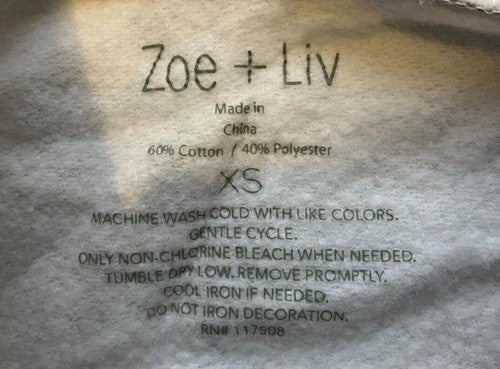 Zoe + Liv
Made in
China
60% Cotton / 40% Polyester
XS
MACHINE WASH COLD WITH LIKE COLORS.
GENTLE CYCLE.
ONLY NON-CHLORINE BLEACH WHEN NEEDED.
TUMBLE DRY LOW. REMOVE PROMPTLY.
COOL IRON IF NEEDED.
DO NOT IRON DECORATION.
RN# 117508